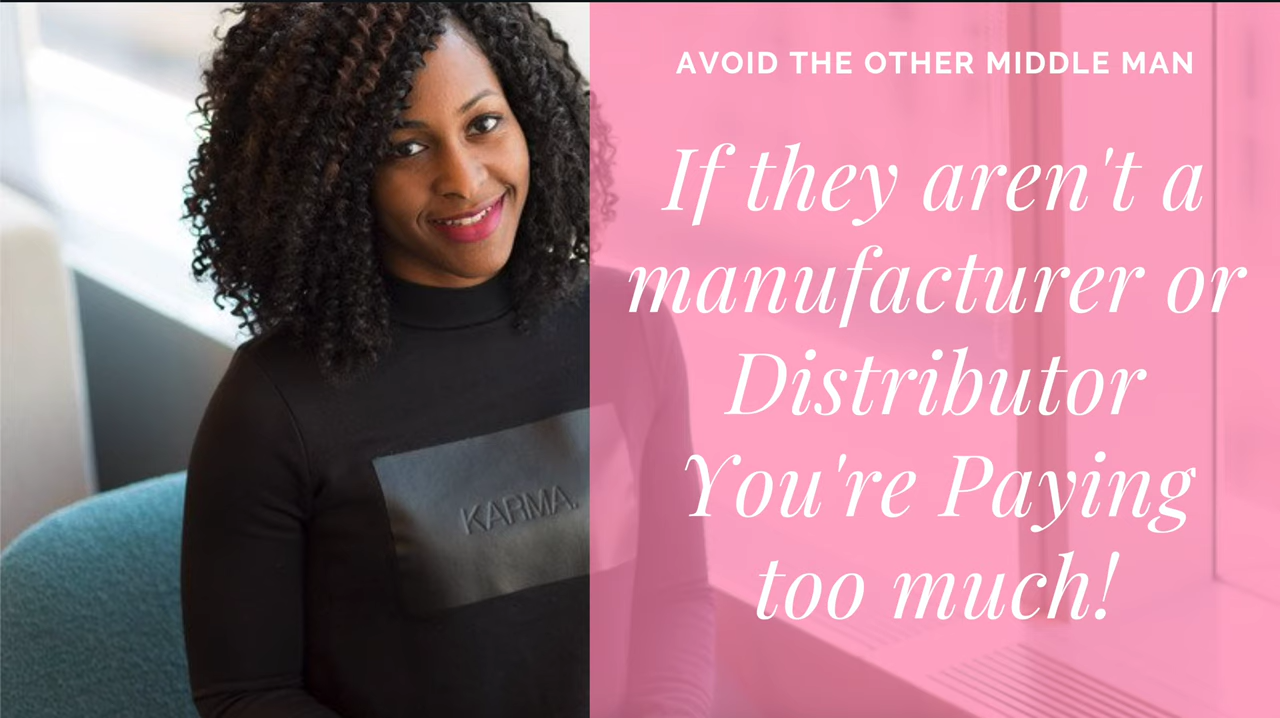 AVOID THE OTHER MIDDLE MAN
If they aren't a
manufacturer or
Distributor
You're Paying
too much!
KARMA.